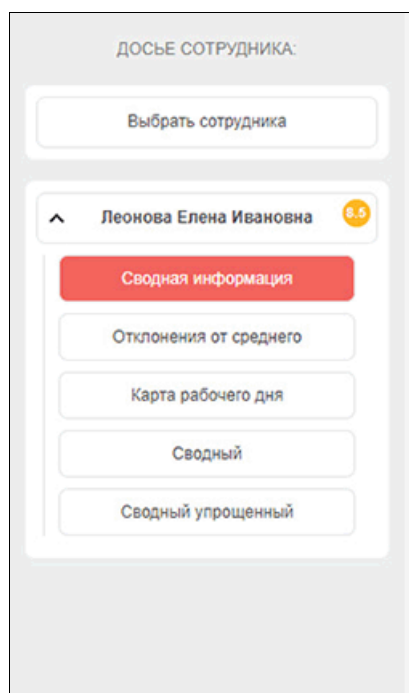 ДОСЬЕ СОТРУДНИКА:
Выбрать сотрудника
Леонова Елена Ивановна 8.5
Сводная информация
Отклонения от среднего
Карта рабочего дня
Сводный
Сводный упрощенный